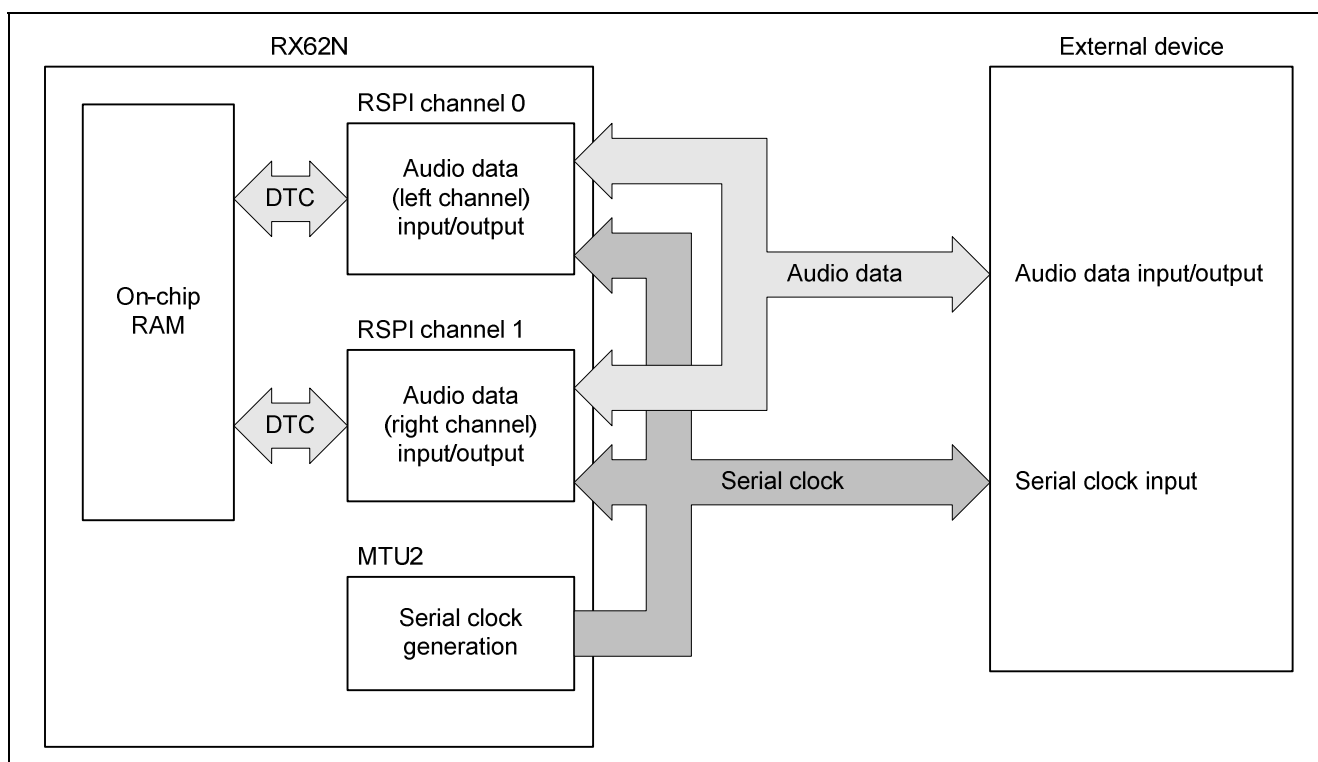 RX62N
External device
RSPI channel 0
Audio data
(left channel)
input/output
DTC
On-chip
RAM
Audio data
Audio data input/output
RSPI channel 1
Audio data
(right channel)
input/output
DTC
Serial clock
Serial clock input
MTU2
Serial clock
generation